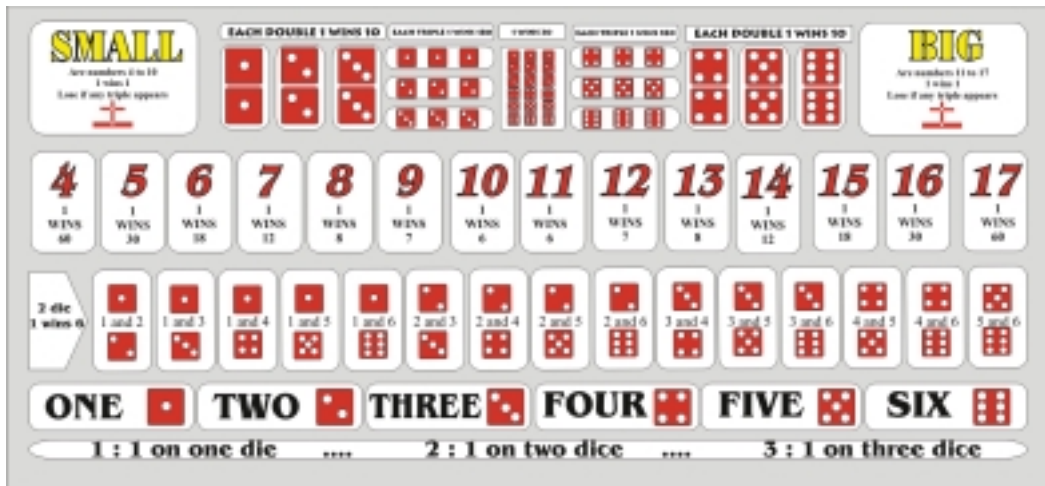 SMALL
Are numbers 4 to 10
1 wins 1
Lose if any triple appears
EACH DOUBLE 1 WINS 10
EACH TRIPLE 1 WINS 180
EACH DOUBLE 1 WINS 10
BIG
Are numbers 11 to 17
1 wins 1
Lose if any triple appears
4 5 6 7 8 9 10 11 12 13 14 15 16 17
1 1 1 1 1 1 1 1 1 1 1 1 1 1
WINS WINS WINS WINS WINS WINS WINS WINS WINS WINS WINS WINS WINS WINS
60 30 18 12 8 7 6 6 7 8 12 18 30 60
2 die
1 wins 6
1 and 2 1 and 3 1 and 4 1 and 5 1 and 6 2 and 3 2 and 4 2 and 5 2 and 6 3 and 4 3 and 5 3 and 6 4 and 5 4 and 6 5 and 6
ONE TWO THREE FOUR FIVE SIX
1 : 1 on one die .... 2 : 1 on two dice .... 3 : 1 on three dice